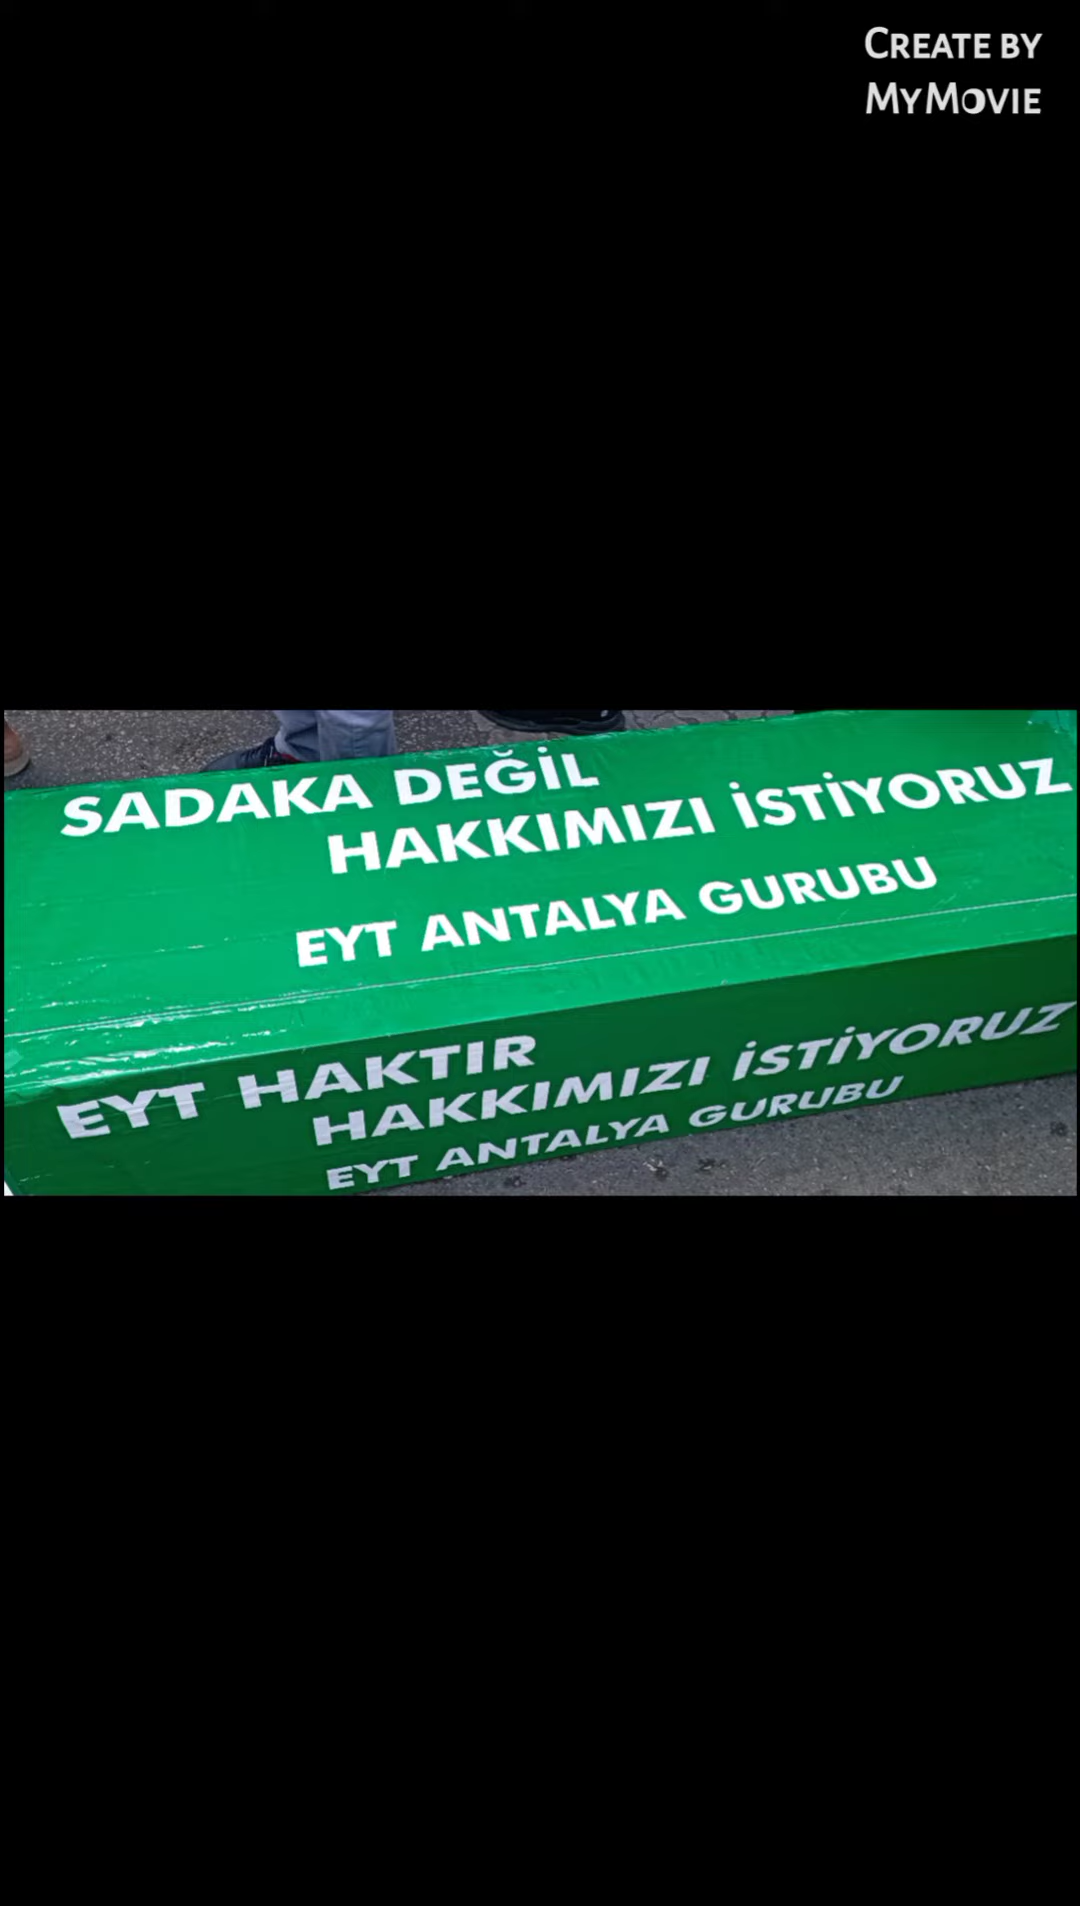 CREATE BY
MYMOVIE
SADAKA DEĞİL
HAKKIMIZI İSTİYORUZ
EYT ANTALYA GURUBU
EYT HAKTIR
HAKKIMIZI İSTİYORUZ
EYT ANTALYA GURUBU